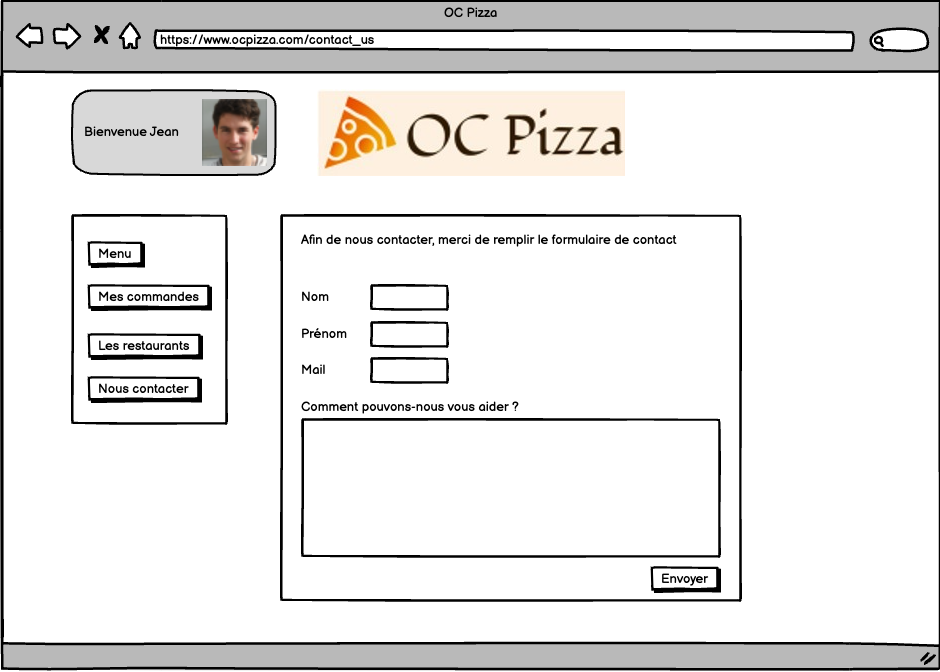 OC Pizza
https://www.ocpizza.com/contact_us
Bienvenue Jean
OC Pizza
Menu
Mes commandes
Les restaurants
Nous contacter
Afin de nous contacter, merci de remplir le formulaire de contact
Nom
Prénom
Mail
Comment pouvons-nous vous aider ?
Envoyer